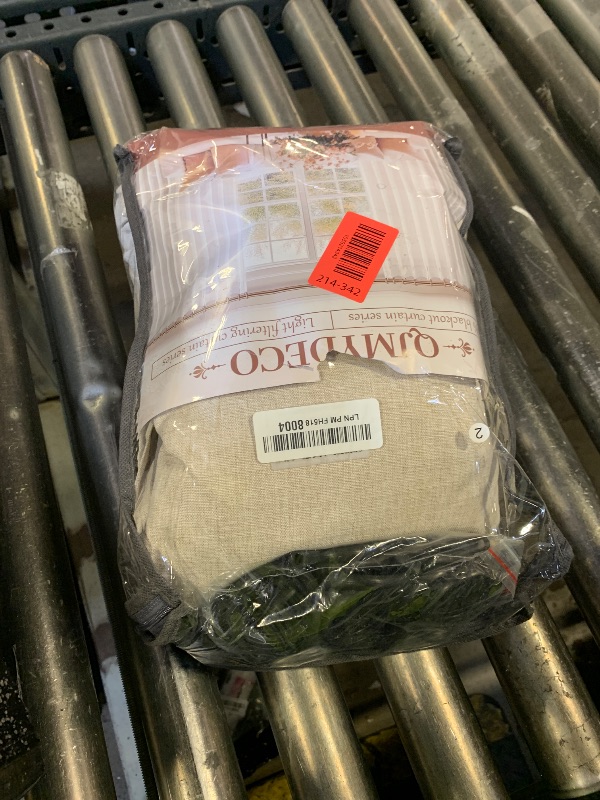 QJMYDECO
blackout curtain series | Light filtering curtain series
214-342
LPN PM FH518 8004
2